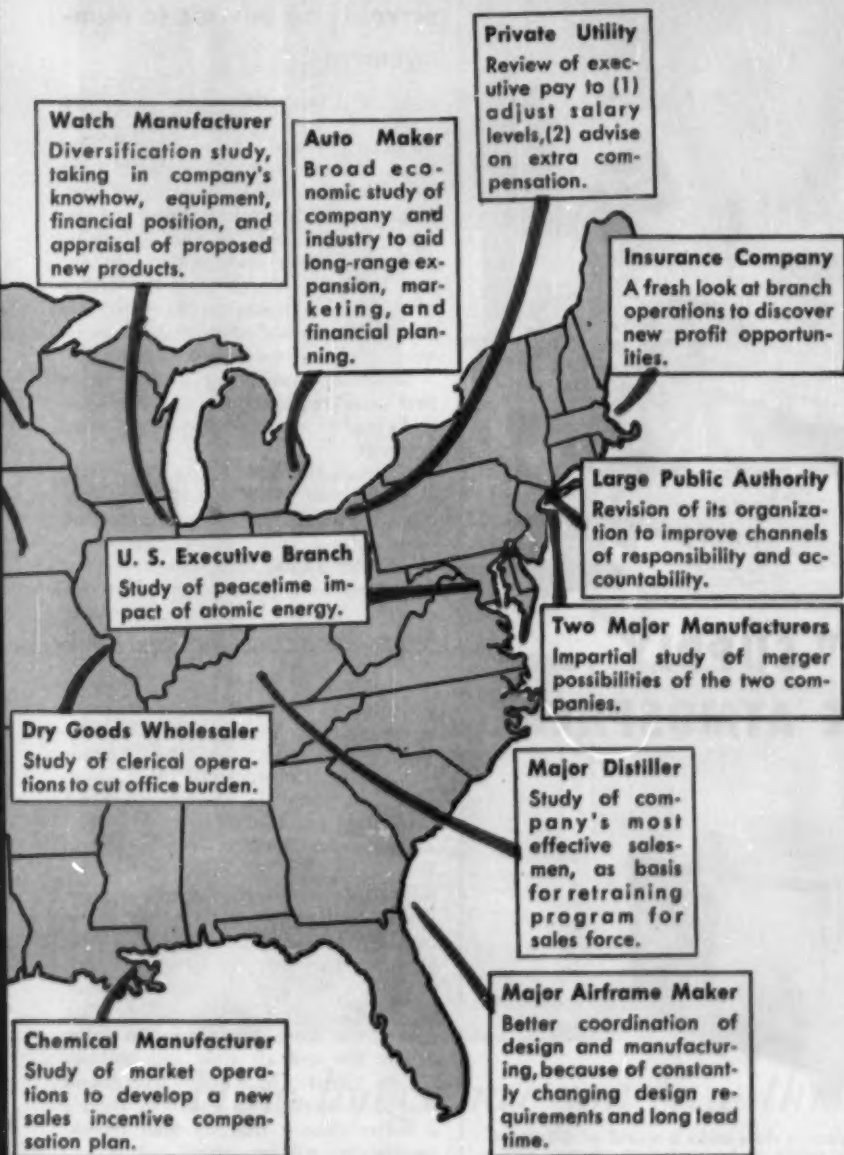 Private Utility
Review of exec-
utive pay to (1)
adjust salary
levels,(2) advise
on extra com-
pensation.
Watch Manufacturer
Diversification study,
taking in company's
knowhow, equipment,
financial position, and
appraisal of proposed
new products.
Auto Maker
Broad eco-
nomic study of
company and
industry to aid
long-range ex-
pansion, mar-
keting, and
financial plan-
ning.
Insurance Company
A fresh look at branch
operations to discover
new profit opportun-
ities.
Large Public Authority
Revision of its organiza-
tion to improve channels
of responsibility and ac-
countability.
U. S. Executive Branch
Study of peacetime im-
pact of atomic energy.
Two Major Manufacturers
Impartial study of merger
possibilities of the two com-
panies.
Dry Goods Wholesaler
Study of clerical opera-
tions to cut office burden.
Major Distiller
Study of com-
pany's most
effective sales-
men, as basis
for retraining
program for
sales force.
Major Airframe Maker
Better coordination of
design and manufactur-
ing, because of constant-
ly changing design re-
quirements and long lead
time.
Chemical Manufacturer
Study of market opera-
tions to develop a new
sales incentive compen-
sation plan.